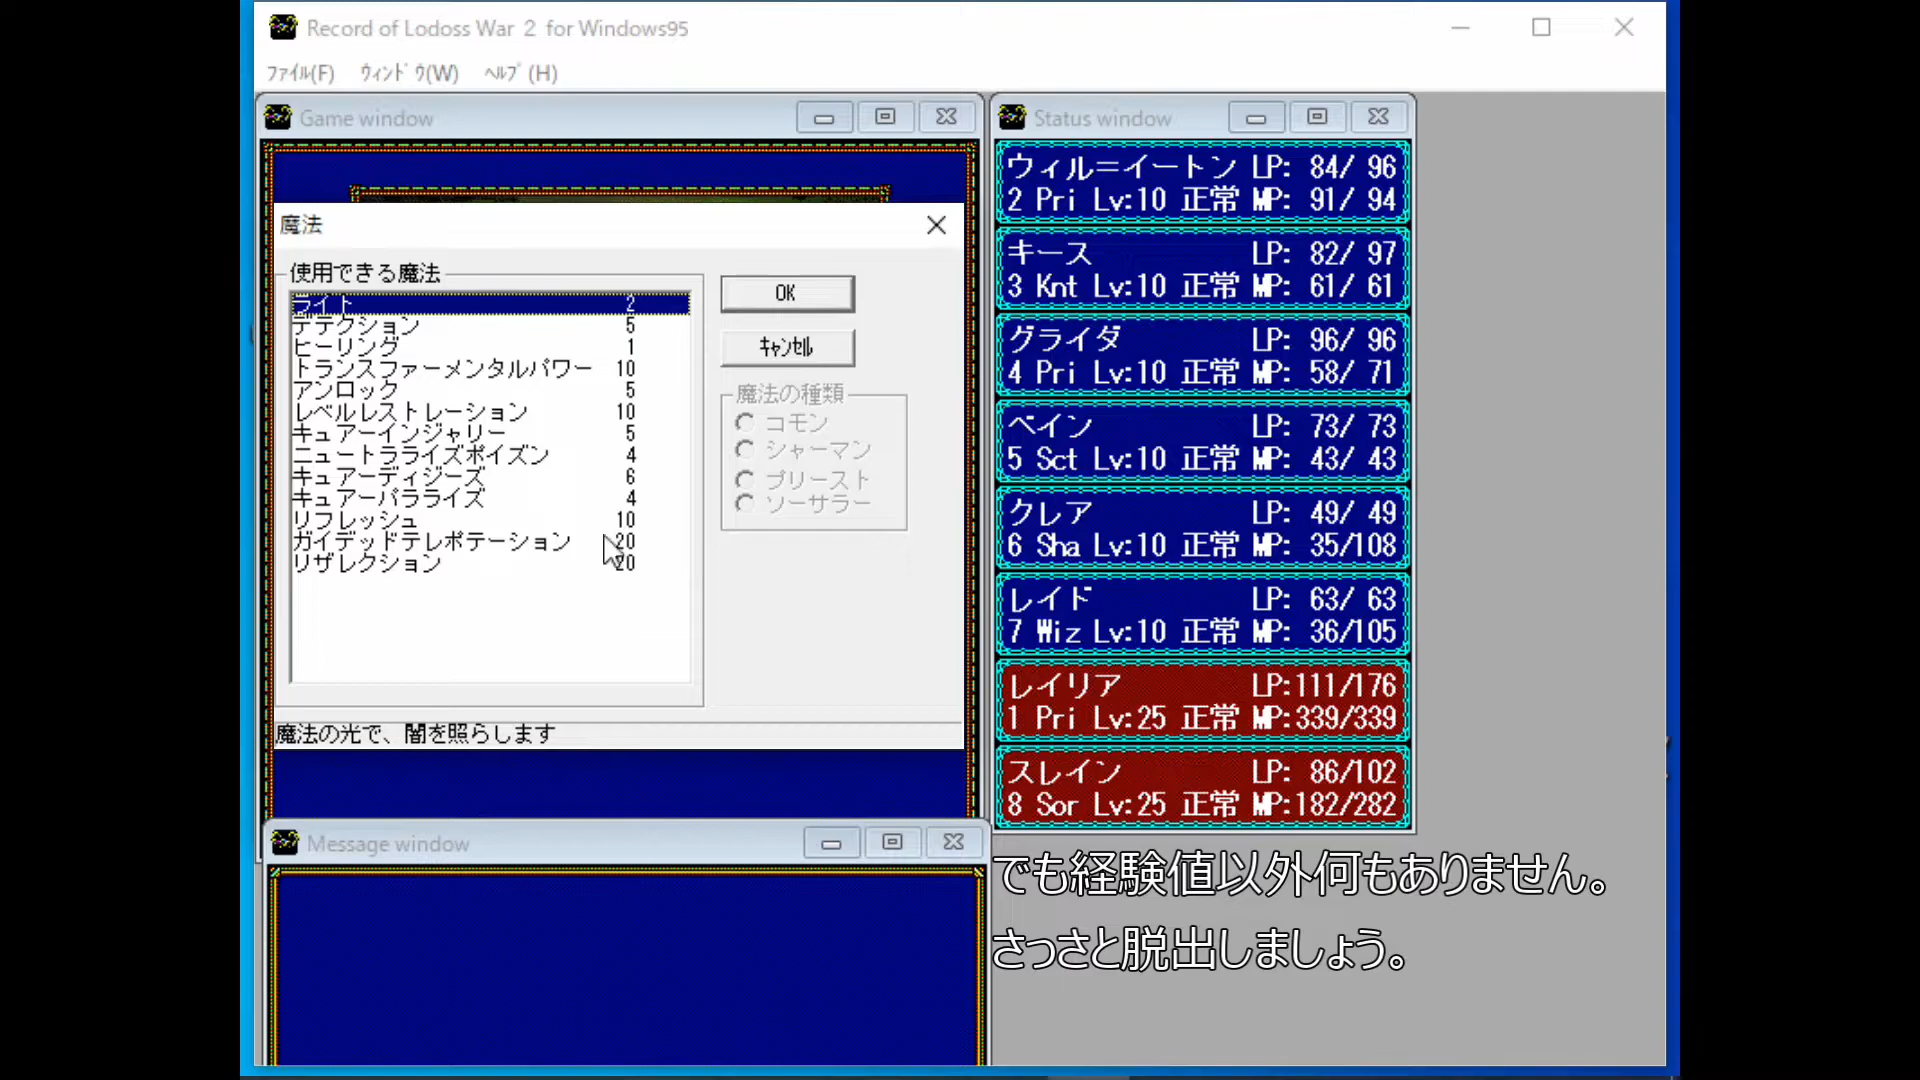 Record of Lodoss War 2 for Windows95
ﾌｧｲﾙ(F) ｳｨﾝﾄﾞｳ(W) ﾍﾙﾌﾟ(H)
Game window
魔法
使用できる魔法
ライト 2
デテクション 5
ヒーリング 1
トランスファーメンタルパワー 10
アンロック 5
レベルレストレーション 10
キュアーインジャリー 5
ニュートラライズポイズン 4
キュアーディジーズ 6
キュアーパラライズ 4
リフレッシュ 10
ガイデッドテレポテーション 20
リザレクション 20
OK
ｷｬﾝｾﾙ
魔法の種類
コモン
シャーマン
プリースト
ソーサラー
魔法の光で、闇を照らします
Status window
ウィル＝イートン LP: 84/ 96
2 Pri Lv:10 正常 MP: 91/ 94
キース LP: 82/ 97
3 Knt Lv:10 正常 MP: 61/ 61
グライダ LP: 96/ 96
4 Pri Lv:10 正常 MP: 58/ 71
ベイン LP: 73/ 73
5 Sct Lv:10 正常 MP: 43/ 43
クレア LP: 49/ 49
6 Sha Lv:10 正常 MP: 35/108
レイド LP: 63/ 63
7 Wiz Lv:10 正常 MP: 36/105
レイリア LP:111/176
1 Pri Lv:25 正常 MP:339/339
スレイン LP: 86/102
8 Sor Lv:25 正常 MP:182/282
Message window
でも経験値以外何もありません。
さっさと脱出しましょう。